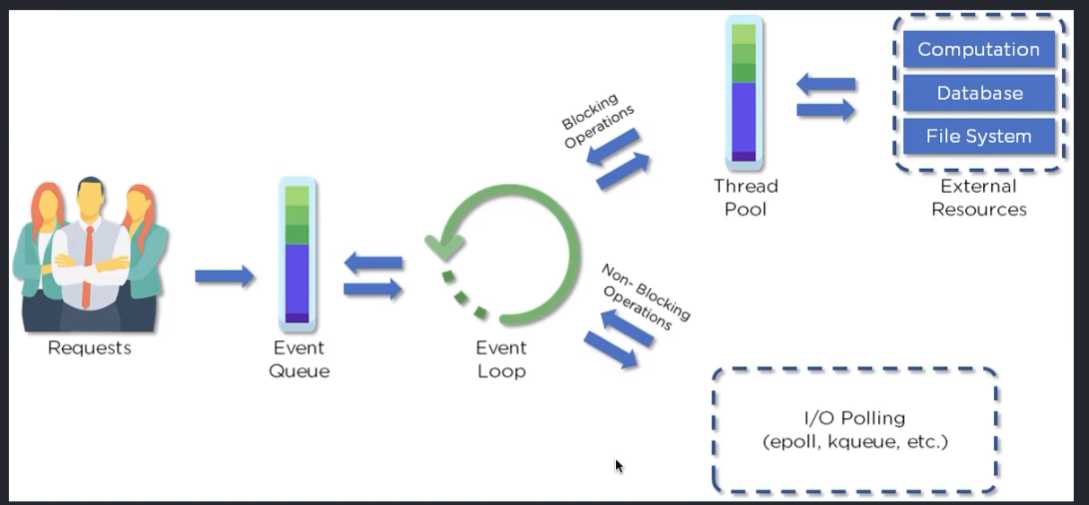 Requests
Event
Queue
Event
Loop
Blocking
Operations
Non- Blocking
Operations
Thread
Pool
Computation
Database
File System
External
Resources
I/O Polling
(epoll, kqueue, etc.)